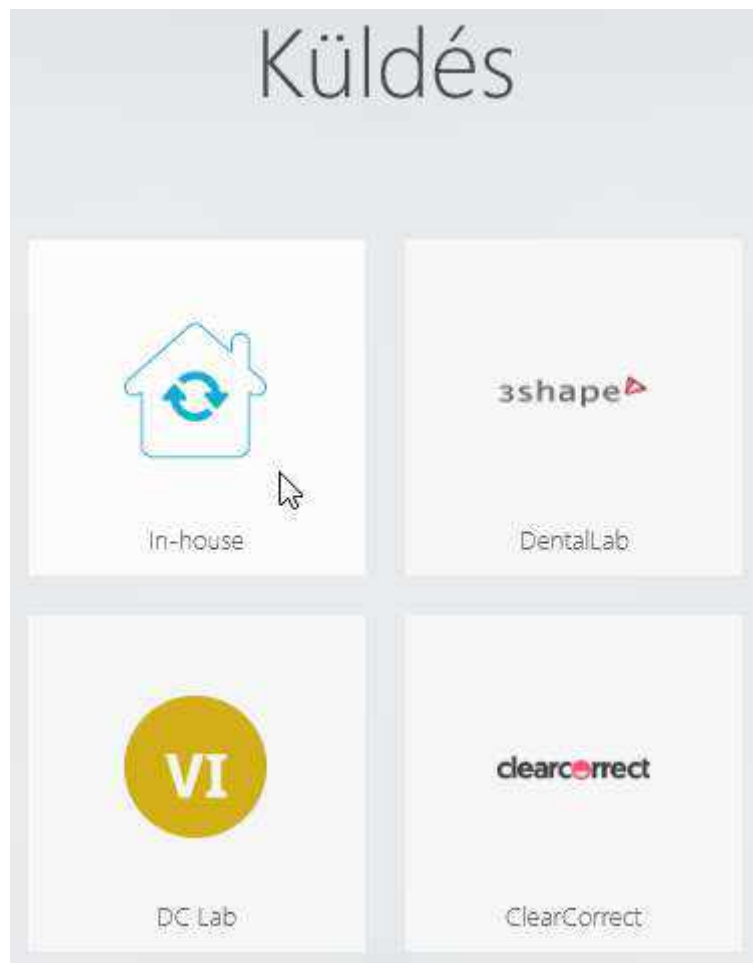 Küldés
3shape
In-house
DentalLab
VI
clearcorrect
DC Lab
ClearCorrect